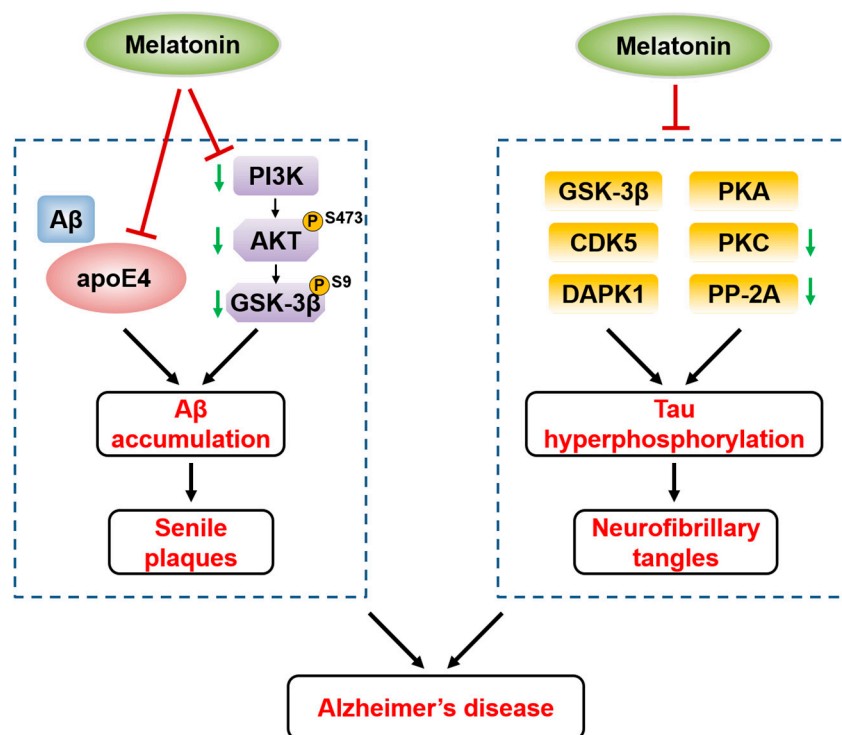 Melatonin
Melatonin
Aβ
apoE4
PI3K
P S473
AKT
P S9
GSK-3β
GSK-3β
PKA
CDK5
PKC
DAPK1
PP-2A
Aβ
accumulation
Senile
plaques
Tau
hyperphosphorylation
Neurofibrillary
tangles
Alzheimer's disease